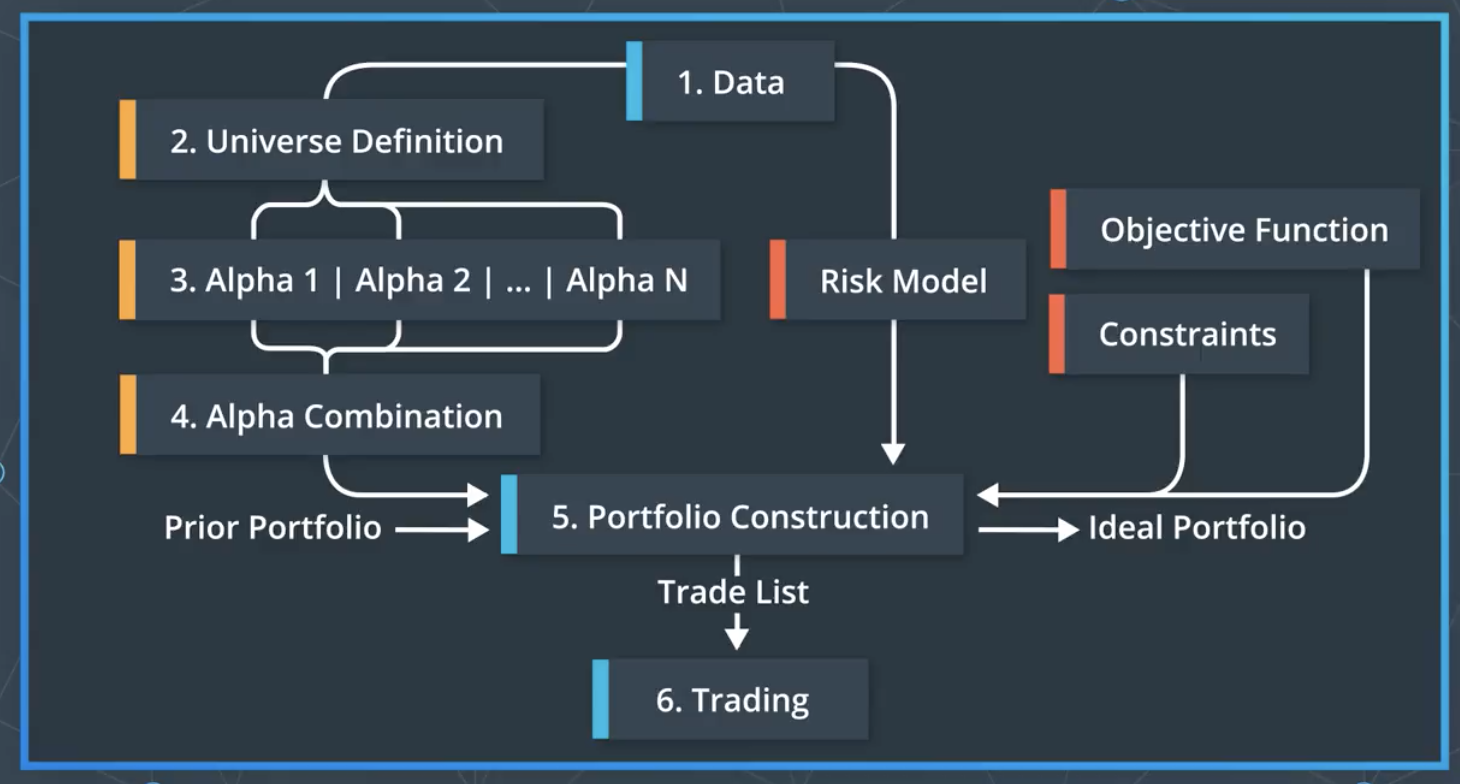 1. Data
2. Universe Definition
Objective Function
3. Alpha 1 | Alpha 2 | ... | Alpha N
Risk Model
Constraints
4. Alpha Combination
Prior Portfolio
5. Portfolio Construction
Ideal Portfolio
Trade List
6. Trading